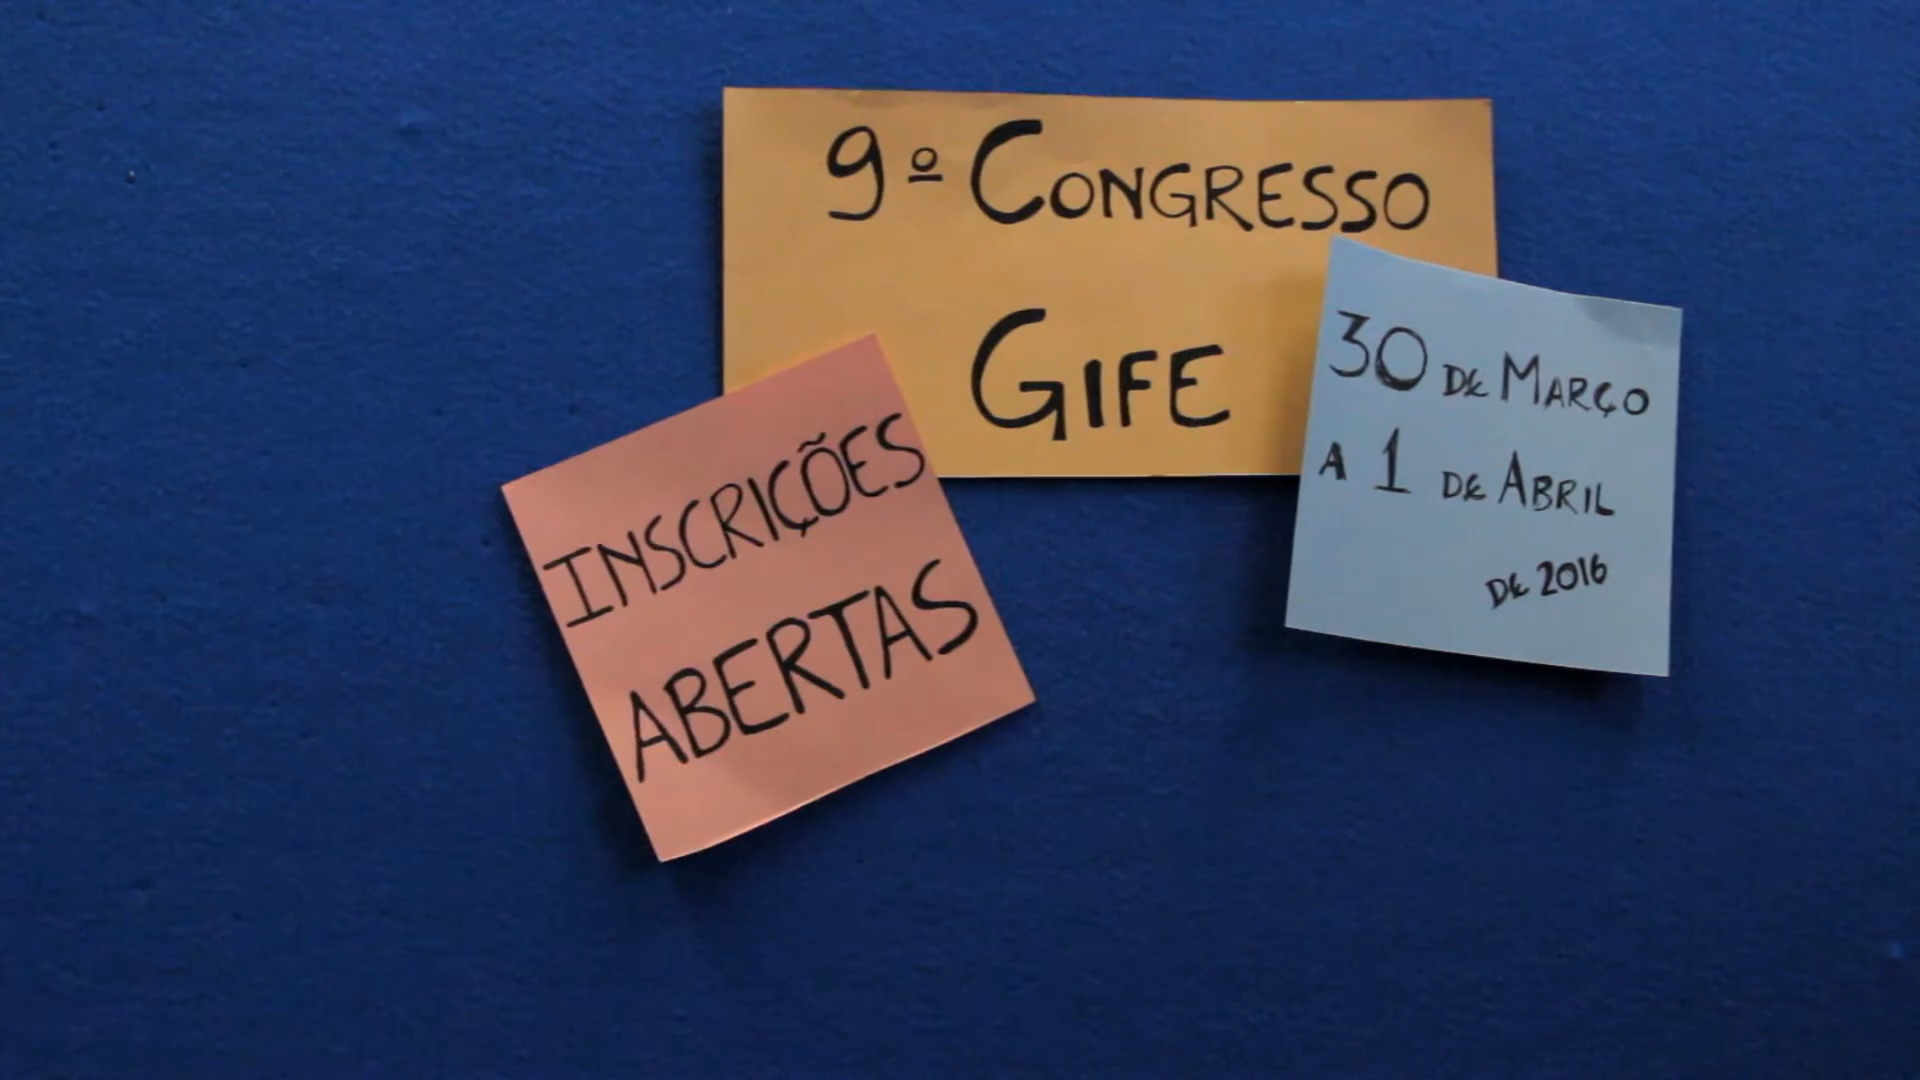 9º CONGRESSO
GIFE
30 DE MARÇO
A 1 DE ABRIL
DE 2016
INSCRIÇÕES
ABERTAS